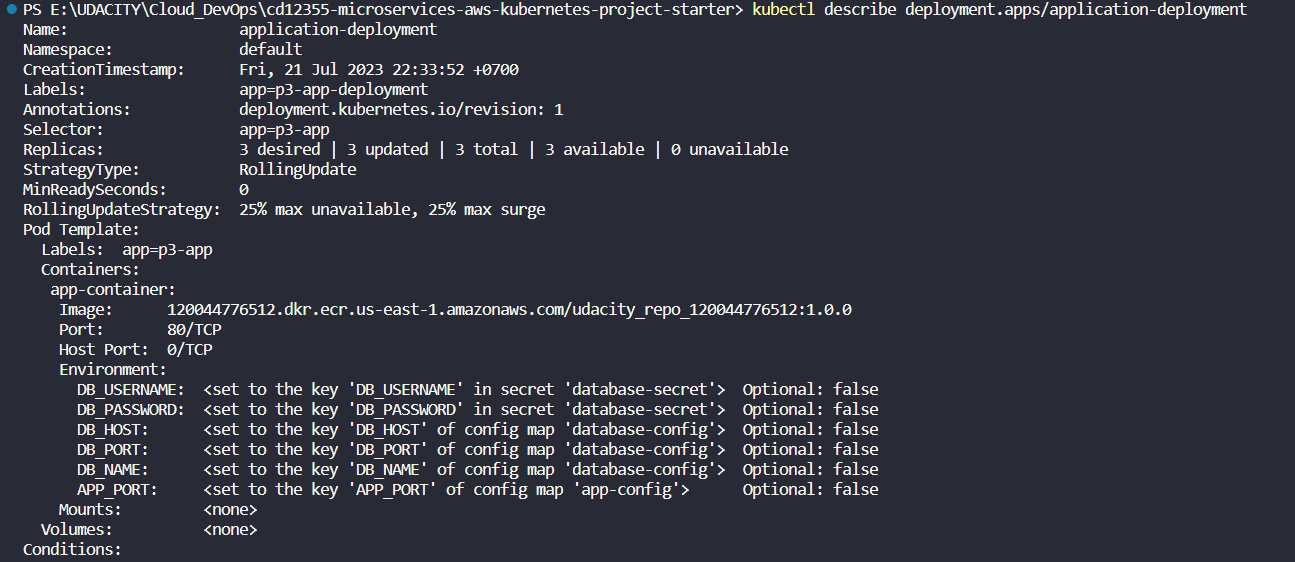 PS E:\UDACITY\Cloud_DevOps\cd12355-microservices-aws-kubernetes-project-starter> kubectl describe deployment.apps/application-deployment
Name:                   application-deployment
Namespace:              default
CreationTimestamp:      Fri, 21 Jul 2023 22:33:52 +0700
Labels:                 app=p3-app-deployment
Annotations:            deployment.kubernetes.io/revision: 1
Selector:               app=p3-app
Replicas:               3 desired | 3 updated | 3 total | 3 available | 0 unavailable
StrategyType:           RollingUpdate
MinReadySeconds:        0
RollingUpdateStrategy:  25% max unavailable, 25% max surge
Pod Template:
  Labels:  app=p3-app
  Containers:
   app-container:
    Image:      120044776512.dkr.ecr.us-east-1.amazonaws.com/udacity_repo_120044776512:1.0.0
    Port:       80/TCP
    Host Port:  0/TCP
    Environment:
      DB_USERNAME:  <set to the key 'DB_USERNAME' in secret 'database-secret'>  Optional: false
      DB_PASSWORD:  <set to the key 'DB_PASSWORD' in secret 'database-secret'>  Optional: false
      DB_HOST:      <set to the key 'DB_HOST' of config map 'database-config'>  Optional: false
      DB_PORT:      <set to the key 'DB_PORT' of config map 'database-config'>  Optional: false
      DB_NAME:      <set to the key 'DB_NAME' of config map 'database-config'>  Optional: false
      APP_PORT:     <set to the key 'APP_PORT' of config map 'app-config'>      Optional: false
    Mounts:         <none>
  Volumes:          <none>
Conditions: